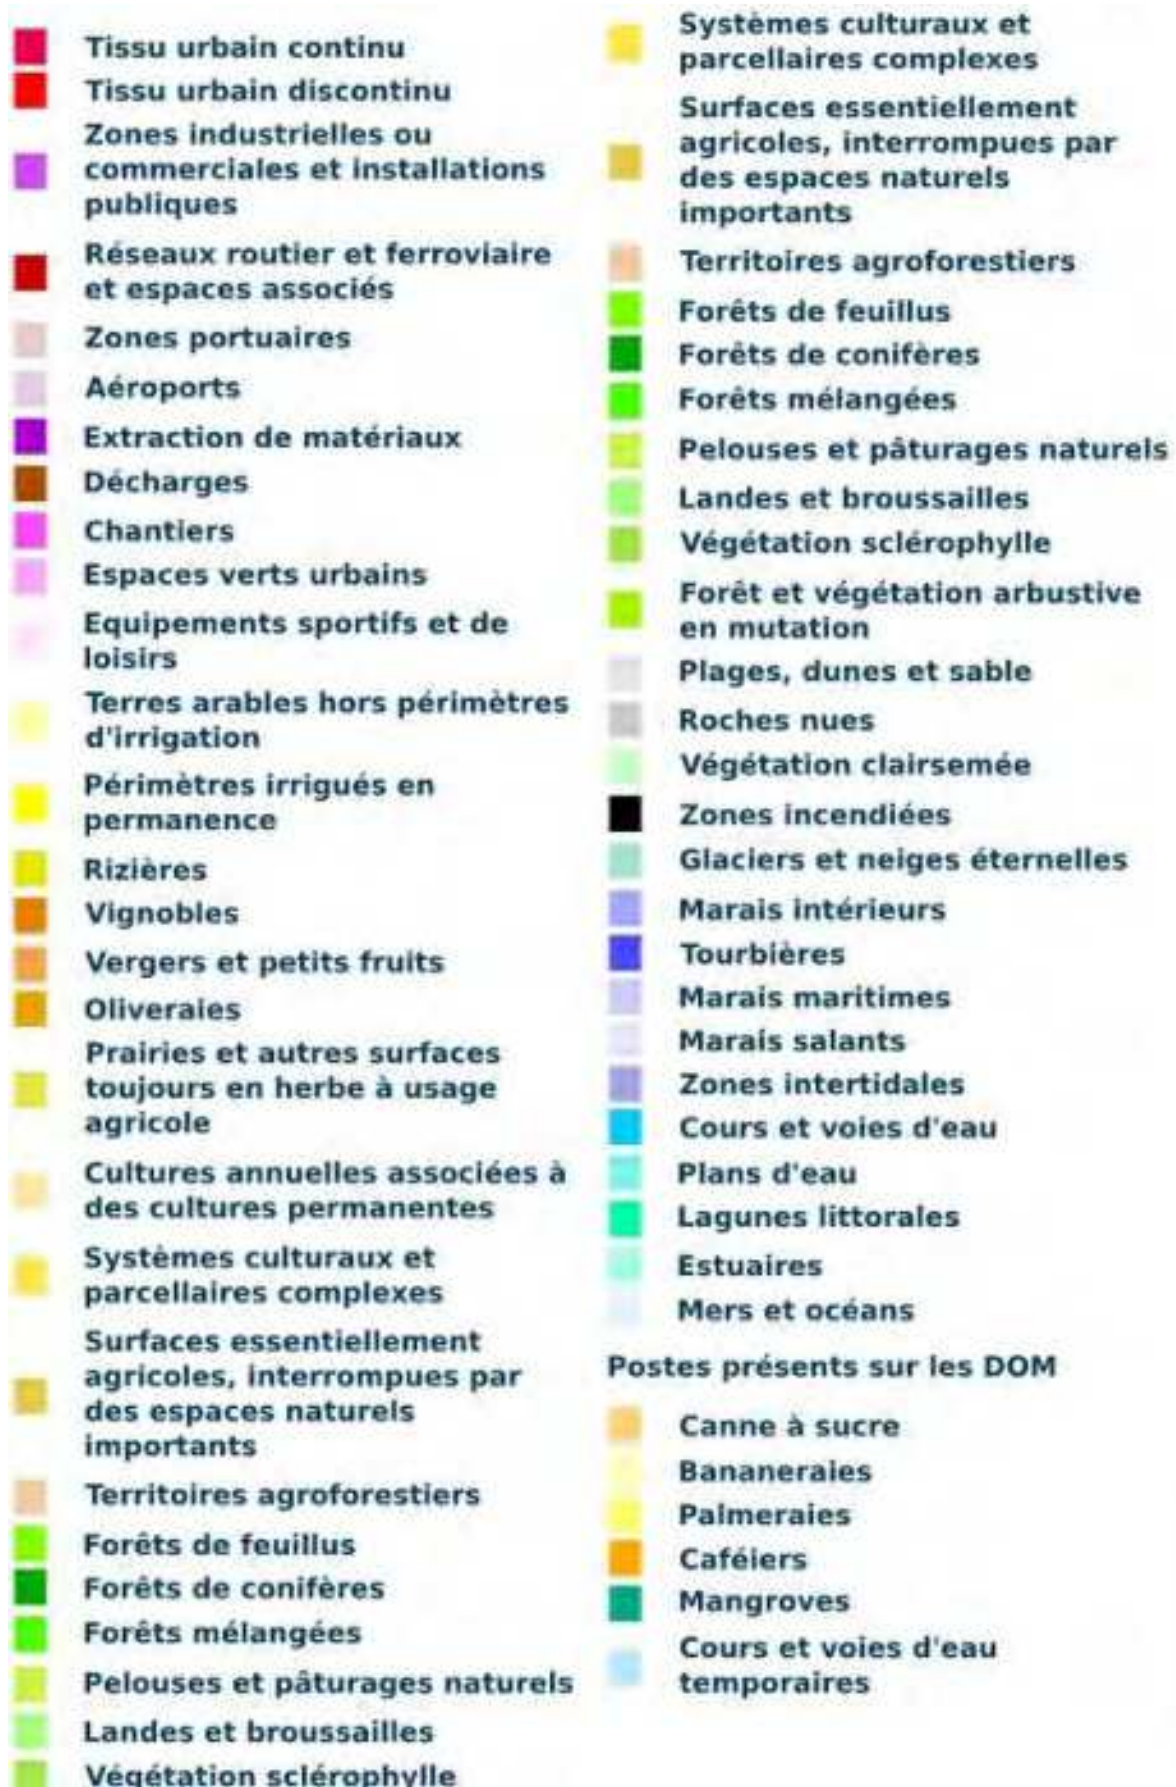 Tissu urbain continu
Tissu urbain discontinu
Zones industrielles ou
commerciales et installations
publiques
Réseaux routier et ferroviaire
et espaces associés
Zones portuaires
Aéroports
Extraction de matériaux
Décharges
Chantiers
Espaces verts urbains
Equipements sportifs et de
loisirs
Terres arables hors périmètres
d'irrigation
Périmètres irrigués en
permanence
Rizières
Vignobles
Vergers et petits fruits
Oliveraies
Prairies et autres surfaces
toujours en herbe à usage
agricole
Cultures annuelles associées à
des cultures permanentes
Systèmes culturaux et
parcellaires complexes
Surfaces essentiellement
agricoles, interrompues par
des espaces naturels
importants
Territoires agroforestiers
Forêts de feuillus
Forêts de conifères
Forêts mélangées
Pelouses et pâturages naturels
Landes et broussailles
Végétation sclérophylle
Systèmes culturaux et
parcellaires complexes
Surfaces essentiellement
agricoles, interrompues par
des espaces naturels
importants
Territoires agroforestiers
Forêts de feuillus
Forêts de conifères
Forêts mélangées
Pelouses et pâturages naturels
Landes et broussailles
Végétation sclérophylle
Forêt et végétation arbustive
en mutation
Plages, dunes et sable
Roches nues
Végétation clairsemée
Zones incendiées
Glaciers et neiges éternelles
Marais intérieurs
Tourbières
Marais maritimes
Marais salants
Zones intertidales
Cours et voies d'eau
Plans d'eau
Lagunes littorales
Estuaires
Mers et océans
Postes présents sur les DOM
Canne à sucre
Bananeraies
Palmeraies
Caféiers
Mangroves
Cours et voies d'eau
temporaires